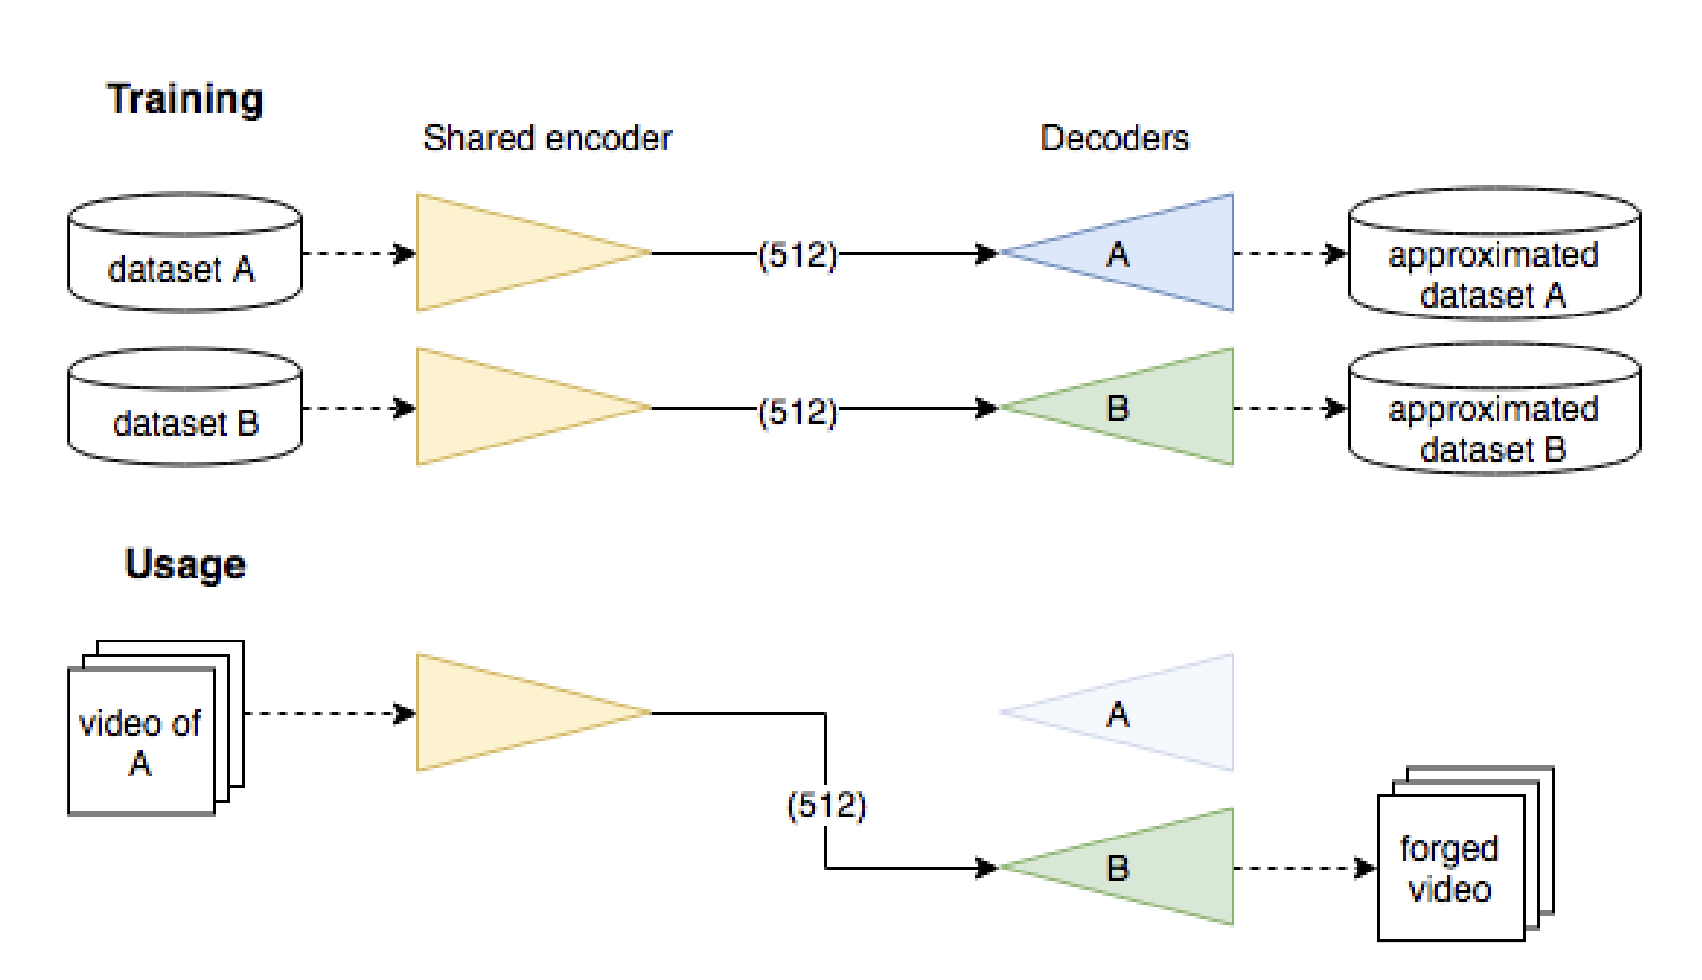 Training
Shared encoder
Decoders
dataset A
(512)
A
approximated
dataset A
dataset B
(512)
B
approximated
dataset B
Usage
video of
A
(512)
A
B
forged
video